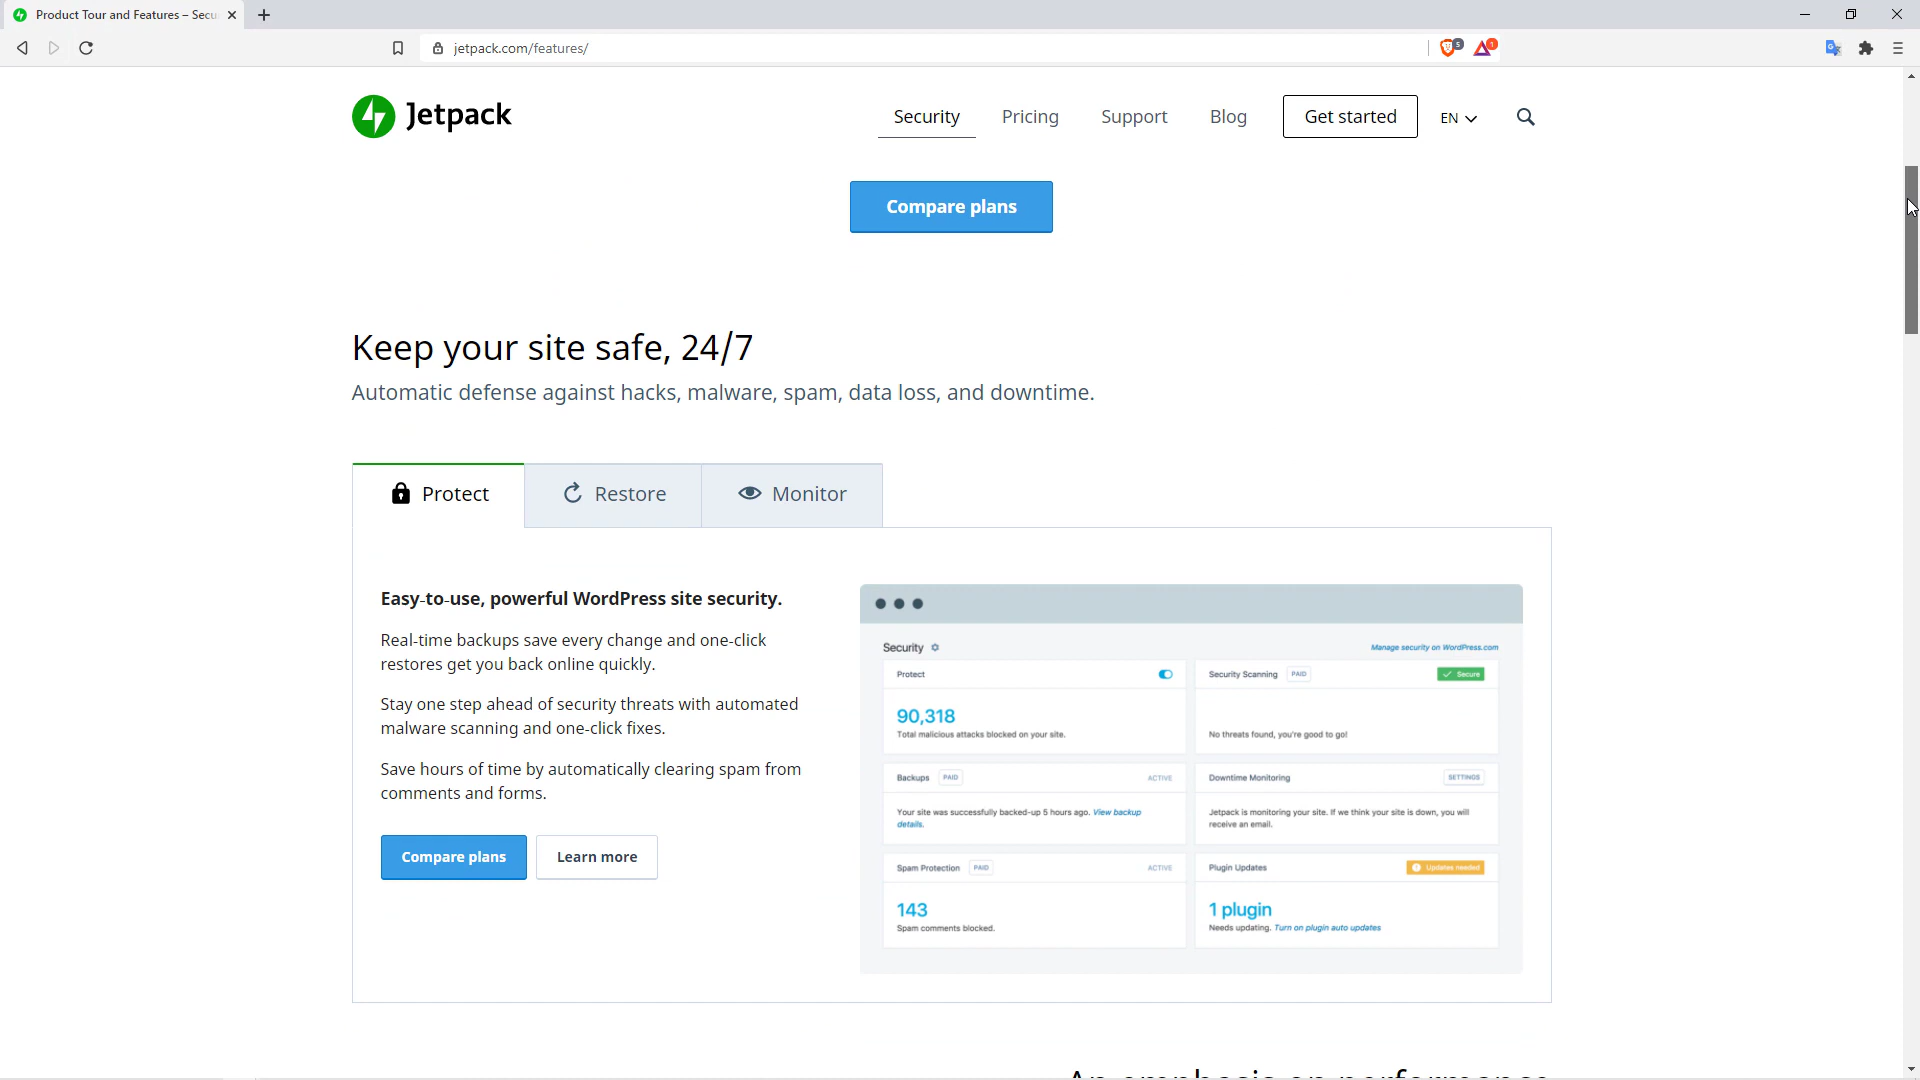 Product Tour and Features – Secu
jetpack.com/features/
5
1
Jetpack
Security
Pricing
Support
Blog
Get started
EN
Compare plans
Keep your site safe, 24/7
Automatic defense against hacks, malware, spam, data loss, and downtime.
Protect
Restore
Monitor
Easy-to-use, powerful WordPress site security.
Real-time backups save every change and one-click
restores get you back online quickly.
Stay one step ahead of security threats with automated
malware scanning and one-click fixes.
Save hours of time by automatically clearing spam from
comments and forms.
Compare plans
Learn more
Security
Manage security on WordPress.com
Protect
90,318
Total malicious attacks blocked on your site.
Security Scanning PAID
Secure
No threats found, you're good to go!
Backups PAID
ACTIVE
Your site was successfully backed-up 5 hours ago. View backup
details.
Downtime Monitoring
SETTINGS
Jetpack is monitoring your site. If we think your site is down, you will
receive an email.
Spam Protection PAID
ACTIVE
143
Spam comments blocked.
Plugin Updates
Updates needed
1 plugin
Needs updating. Turn on plugin auto updates
An emphasis on performance